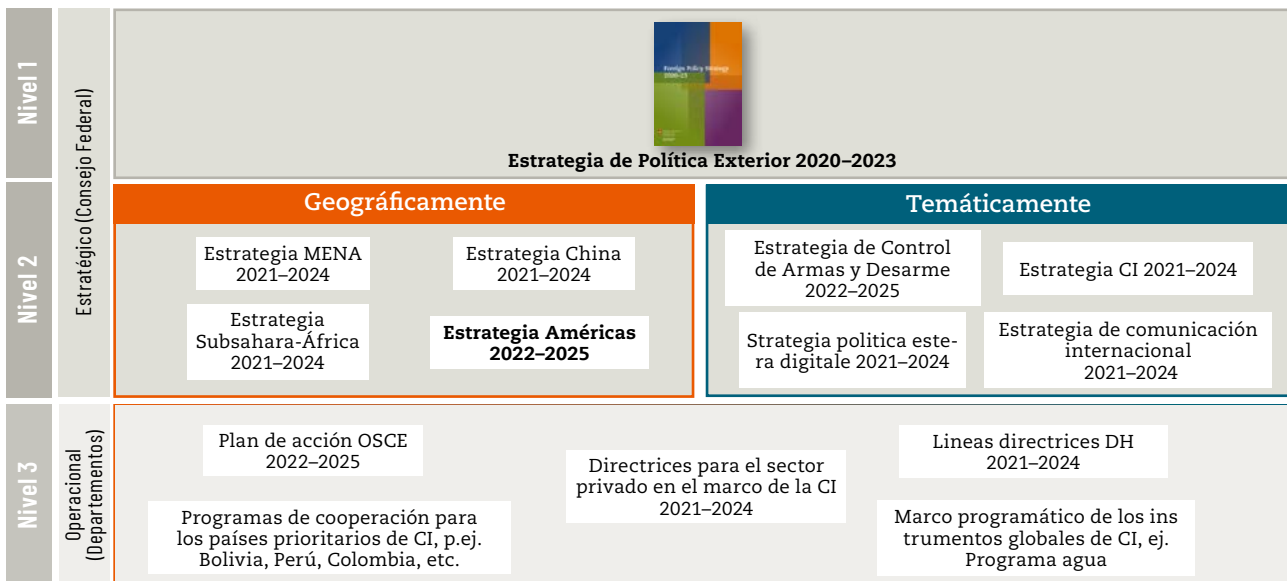 Nivel 1
Estratégico (Consejo Federal)
Foreign Policy Strategy
2020–23
Estrategia de Política Exterior 2020–2023
Nivel 2
Geográficamente
Estrategia MENA
2021–2024
Estrategia China
2021–2024
Estrategia
Subsahara-África
2021–2024
Estrategia Américas
2022–2025
Temáticamente
Estrategia de Control
de Armas y Desarme
2022–2025
Estrategia CI 2021–2024
Strategia politica este-
ra digitale 2021–2024
Estrategia de comunicación
internacional
2021–2024
Nivel 3
Operacional
(Departementos)
Plan de acción OSCE
2022–2025
Programas de cooperación para
los países prioritarios de CI, p.ej.
Bolivia, Perú, Colombia, etc.
Directrices para el sector
privado en el marco de la CI
2021–2024
Lineas directrices DH
2021–2024
Marco programático de los ins
trumentos globales de CI, ej.
Programa agua